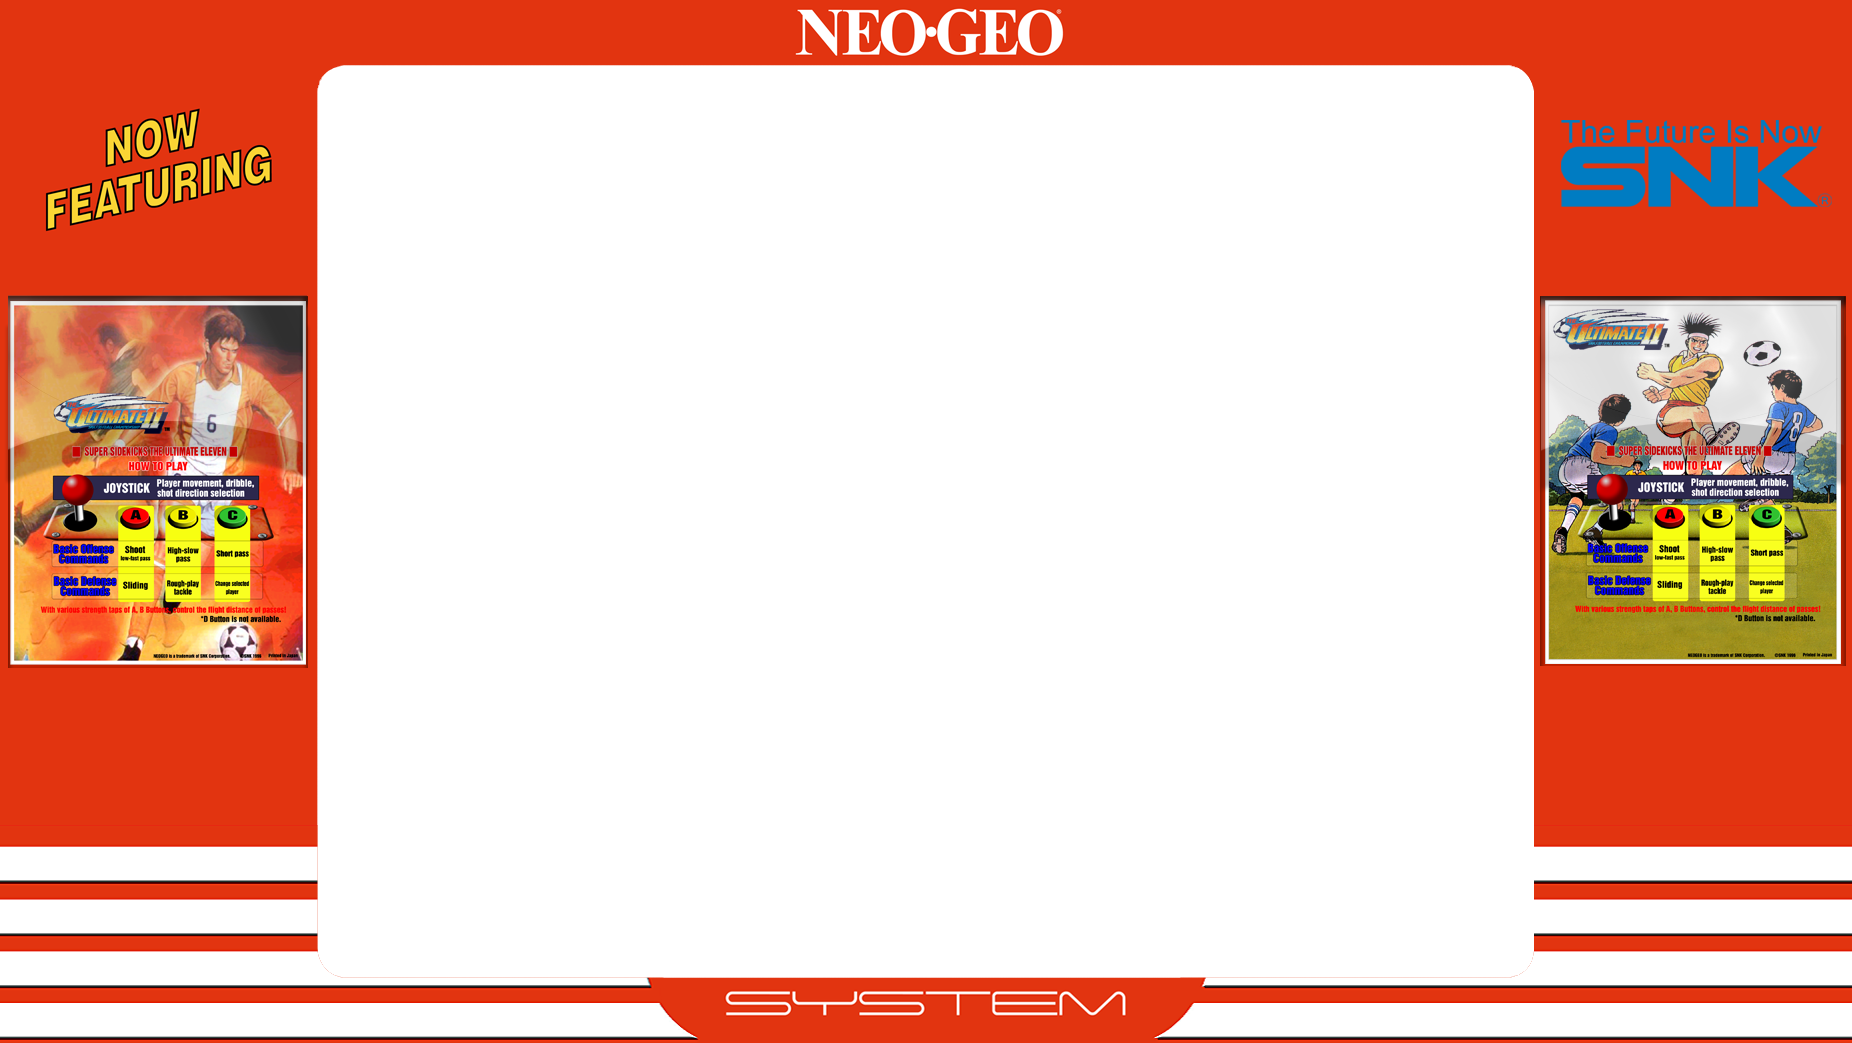 NEO•GEO®
NOW
FEATURING
The Future Is Now
SNK®
ULTIMATE 11 TM
6
■ SUPER SIDEKICKS THE ULTIMATE ELEVEN ■
HOW TO PLAY
JOYSTICK Player movement, dribble,
shot direction selection
A B C
Basic Offense
Commands
Shoot
low-fast pass
High-slow
pass
Short pass
Basic Defense
Commands
Sliding
Rough-play
tackle
Change selected
player
With various strength taps of A, B Buttons, control the flight distance of passes!
*D Button is not available.
NEOGEO is a trademark of SNK Corporation. ©SNK 1996 Printed in Japan
ULTIMATE 11 TM
8
■ SUPER SIDEKICKS THE ULTIMATE ELEVEN ■
HOW TO PLAY
JOYSTICK Player movement, dribble,
shot direction selection
A B C
Basic Offense
Commands
Shoot
low-fast pass
High-slow
pass
Short pass
Basic Defense
Commands
Sliding
Rough-play
tackle
Change selected
player
With various strength taps of A, B Buttons, control the flight distance of passes!
*D Button is not available.
NEOGEO is a trademark of SNK Corporation. ©SNK 1996 Printed in Japan
SYSTEM